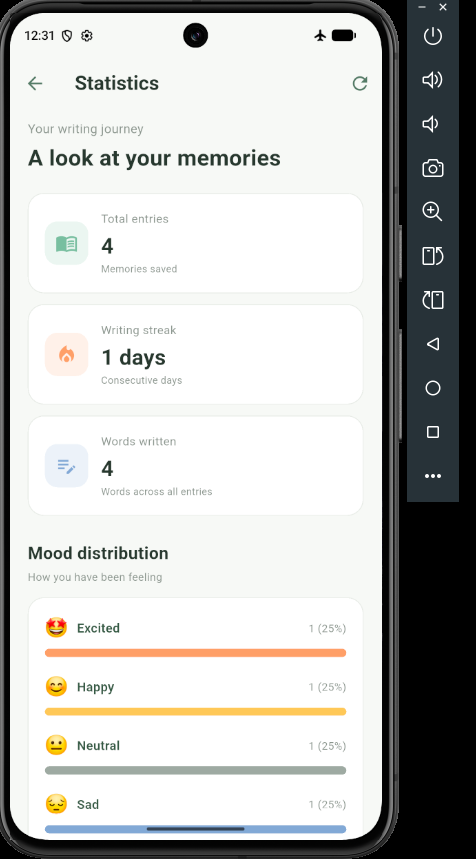 12:31
Statistics
Your writing journey
A look at your memories
Total entries
4
Memories saved
Writing streak
1 days
Consecutive days
Words written
4
Words across all entries
Mood distribution
How you have been feeling
Excited 1 (25%)
Happy 1 (25%)
Neutral 1 (25%)
Sad 1 (25%)